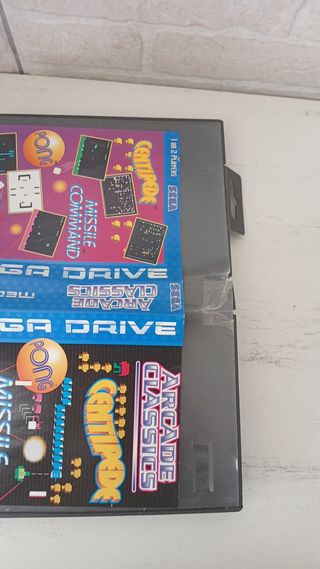 1 OR 2 PLAYERS
SEGA
CENTIPEDE
PONG
MISSILE
COMMAND
GA DRIVE
SEGA
ARCADE
CLASSICS
MEG
GA DRIVE
ARCADE
CLASSICS
PONG
CENTIPEDE
MISSIL